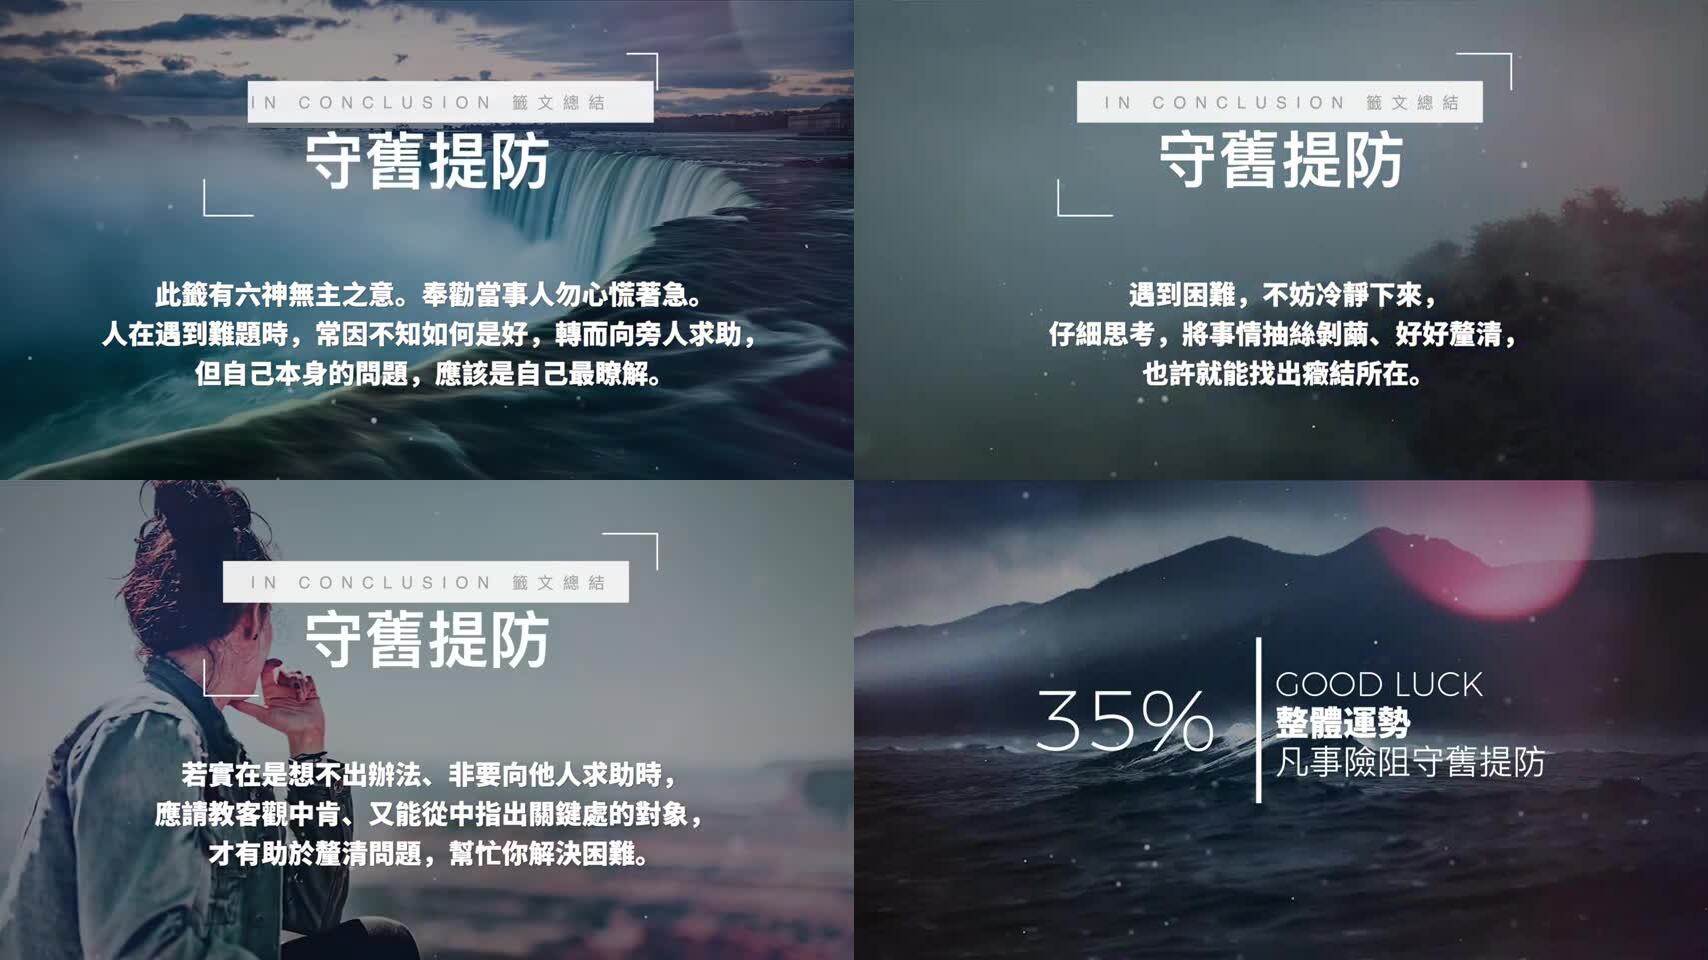 IN CONCLUSION 籤文總結
守舊提防
此籤有六神無主之意。奉勸當事人勿心慌著急。
人在遇到難題時，常因不知如何是好，轉而向旁人求助，
但自己本身的問題，應該是自己最瞭解。
IN CONCLUSION 籤文總結
守舊提防
遇到困難，不妨冷靜下來，
仔細思考，將事情抽絲剝繭、好好釐清，
也許就能找出癥結所在。
IN CONCLUSION 籤文總結
守舊提防
若實在是想不出辦法、非要向他人求助時，
應請教客觀中肯、又能從中指出關鍵處的對象，
才有助於釐清問題，幫忙你解決困難。
35%
GOOD LUCK
整體運勢
凡事險阻守舊提防